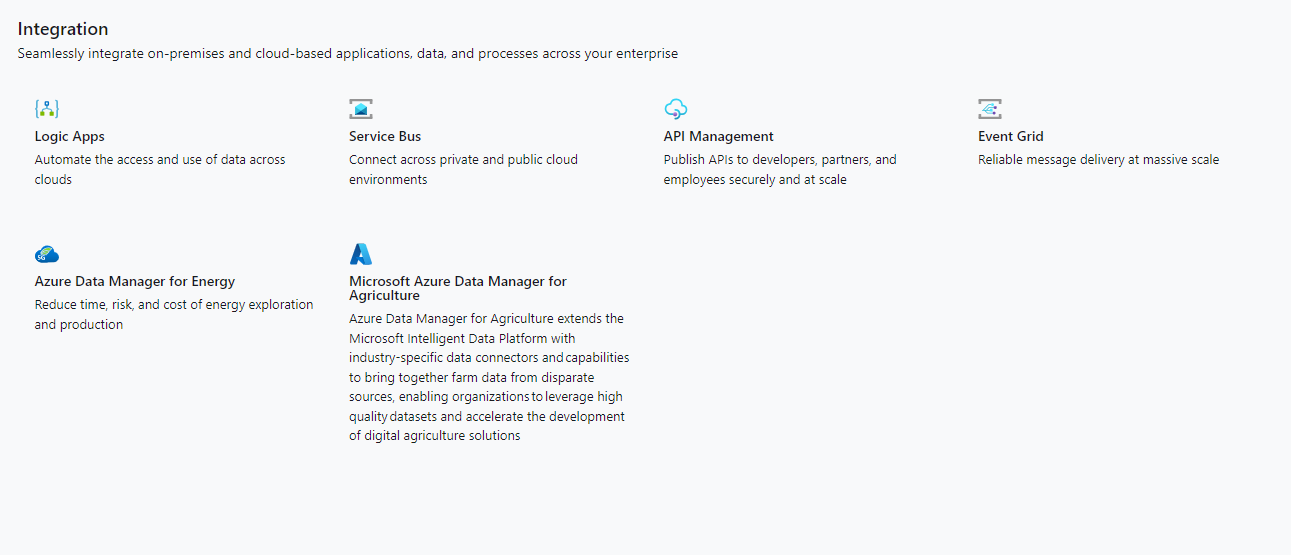 Integration
Seamlessly integrate on-premises and cloud-based applications, data, and processes across your enterprise
Logic Apps
Automate the access and use of data across
clouds
Service Bus
Connect across private and public cloud
environments
API Management
Publish APIs to developers, partners, and
employees securely and at scale
Event Grid
Reliable message delivery at massive scale
5G
Azure Data Manager for Energy
Reduce time, risk, and cost of energy exploration
and production
Microsoft Azure Data Manager for
Agriculture
Azure Data Manager for Agriculture extends the
Microsoft Intelligent Data Platform with
industry-specific data connectors and capabilities
to bring together farm data from disparate
sources, enabling organizations to leverage high
quality datasets and accelerate the development
of digital agriculture solutions